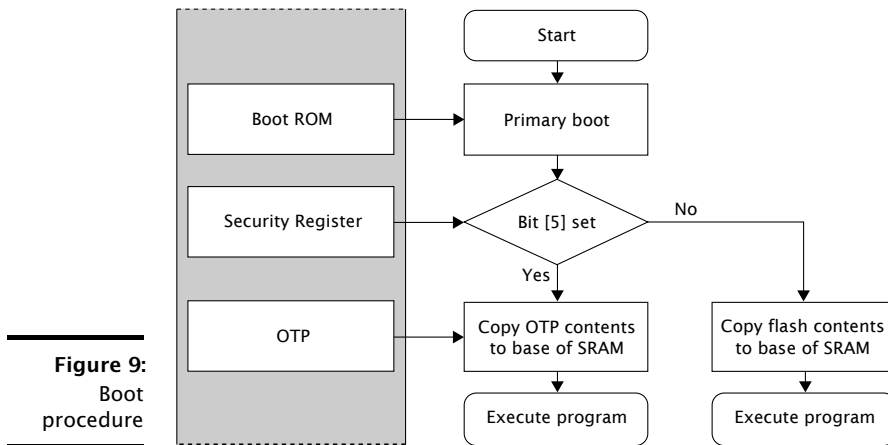 Start
Boot ROM
Primary boot
Security Register
Bit [5] set
No
Yes
OTP
Copy OTP contents
to base of SRAM
Copy flash contents
to base of SRAM
Execute program
Execute program
Figure 9:
Boot
procedure